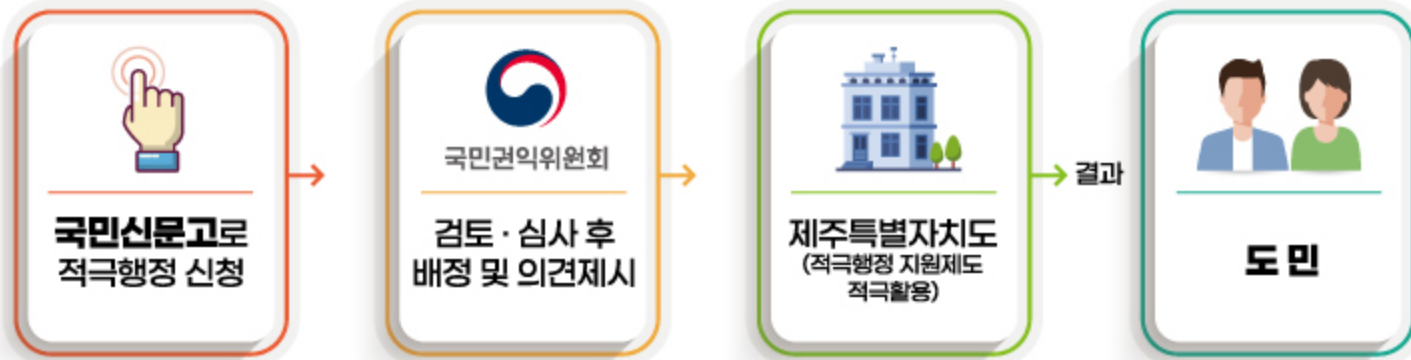 국민신문고로
적극행정 신청
국민권익위원회
검토 · 심사 후
배정 및 의견제시
제주특별자치도
(적극행정 지원제도
적극활용)
결과
도 민